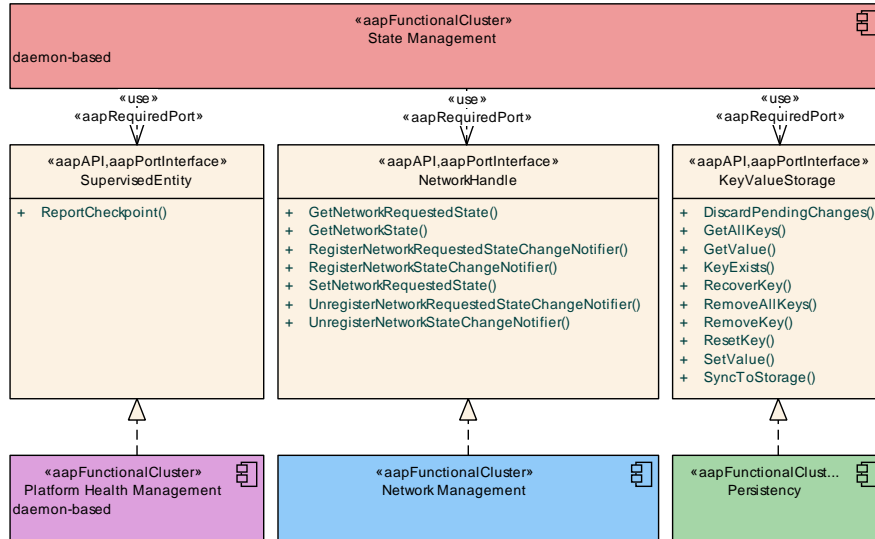 «aapFunctionalCluster»
State Management
daemon-based
«use»
«aapRequiredPort»
«use»
«aapRequiredPort»
«use»
«aapRequiredPort»
«aapAPI,aapPortInterface»
SupervisedEntity
+ ReportCheckpoint()
«aapAPI,aapPortInterface»
NetworkHandle
+ GetNetworkRequestedState()
+ GetNetworkState()
+ RegisterNetworkRequestedStateChangeNotifier()
+ RegisterNetworkStateChangeNotifier()
+ SetNetworkRequestedState()
+ UnregisterNetworkRequestedStateChangeNotifier()
+ UnregisterNetworkStateChangeNotifier()
«aapAPI,aapPortInterface»
KeyValueStorage
+ DiscardPendingChanges()
+ GetAllKeys()
+ GetValue()
+ KeyExists()
+ RecoverKey()
+ RemoveAllKeys()
+ RemoveKey()
+ ResetKey()
+ SetValue()
+ SyncToStorage()
«aapFunctionalCluster»
Platform Health Management
daemon-based
«aapFunctionalCluster»
Network Management
«aapFunctionalClust...
Persistency